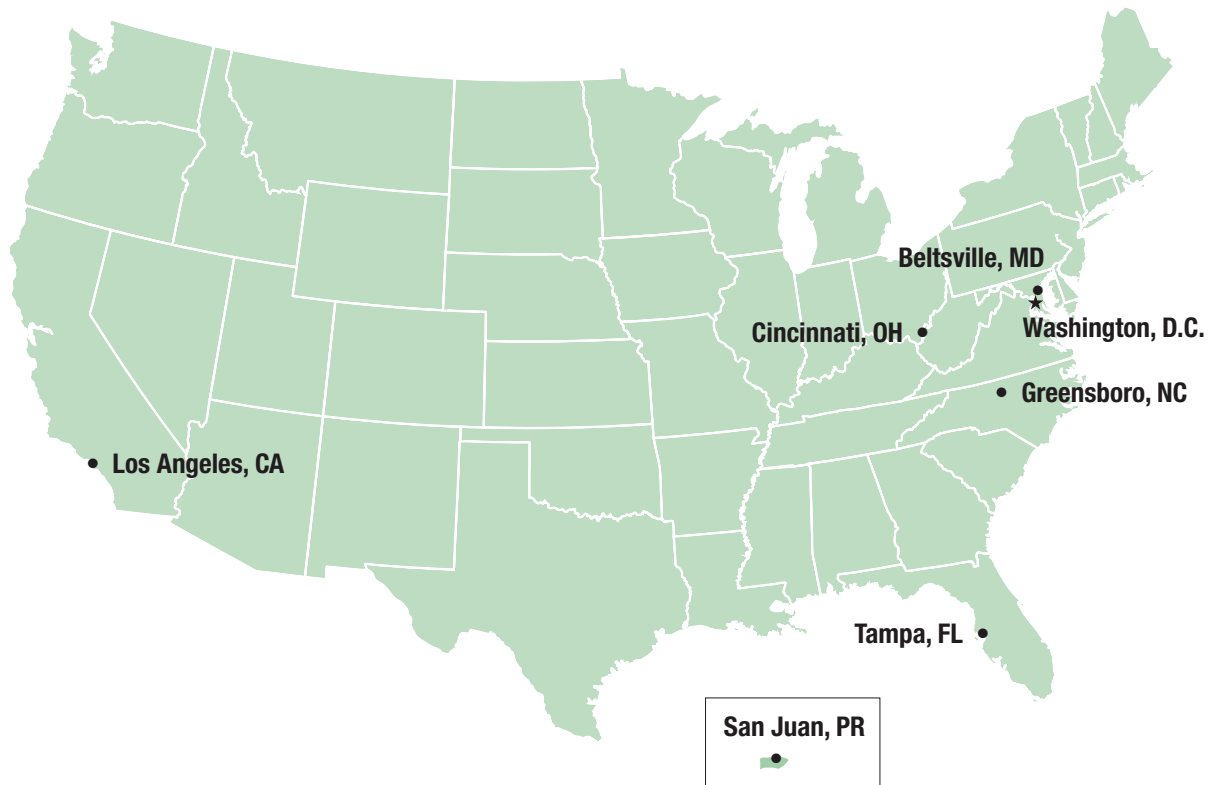 Beltsville, MD
Washington, D.C.
Cincinnati, OH
Greensboro, NC
Los Angeles, CA
Tampa, FL
San Juan, PR